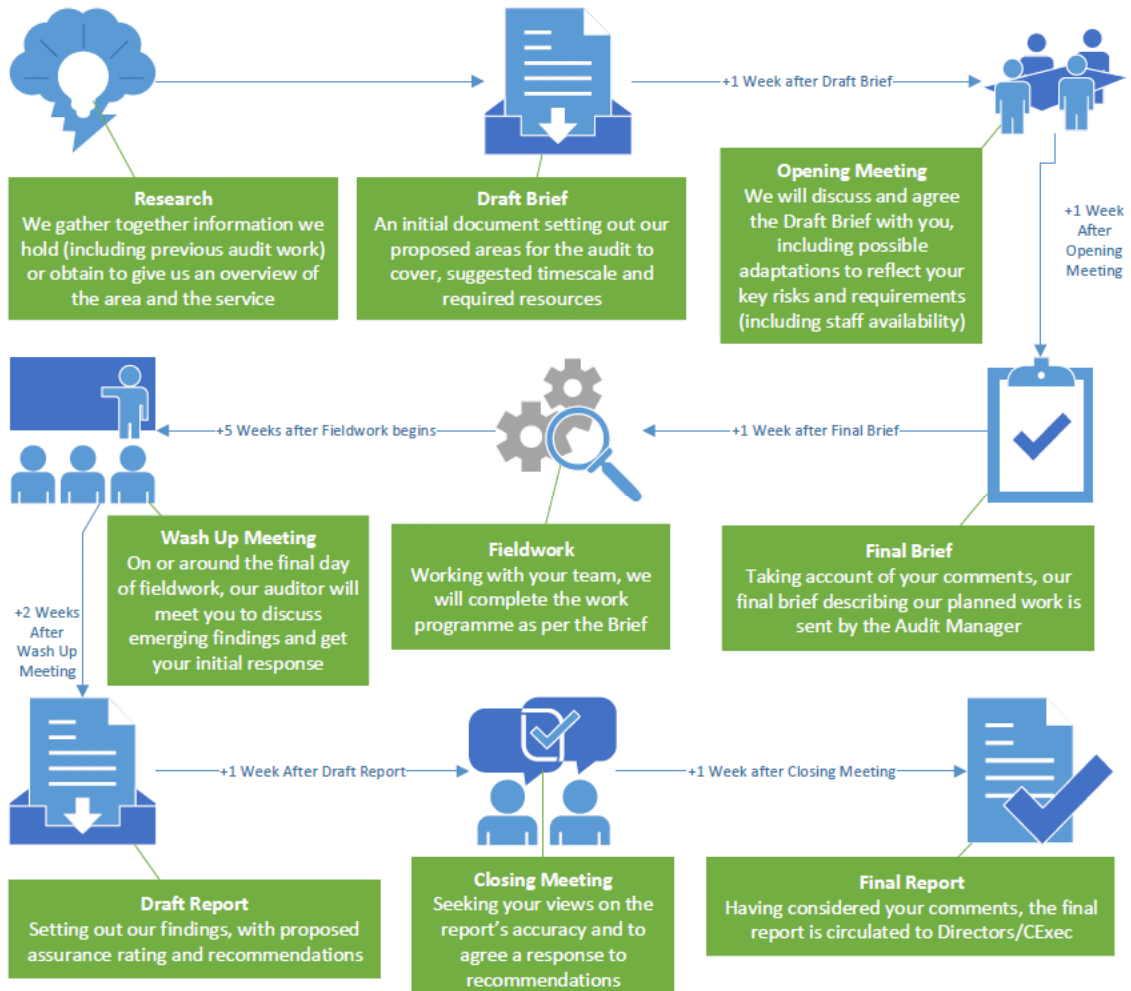 +1 Week after Draft Brief
Research
We gather together information we
hold (including previous audit work)
or obtain to give us an overview of
the area and the service
Draft Brief
An initial document setting out our
proposed areas for the audit to
cover, suggested timescale and
required resources
Opening Meeting
We will discuss and agree
the Draft Brief with you,
including possible
adaptations to reflect your
key risks and requirements
(including staff availability)
+1 Week
After
Opening
Meeting
+5 Weeks after Fieldwork begins
+1 Week after Final Brief
Wash Up Meeting
On or around the final day
of fieldwork, our auditor will
meet you to discuss
emerging findings and get
your initial response
Fieldwork
Working with your team, we
will complete the work
programme as per the Brief
Final Brief
Taking account of your comments, our
final brief describing our planned work is
sent by the Audit Manager
+2 Weeks
After
Wash Up
Meeting
+1 Week After Draft Report
+1 Week after Closing Meeting
Draft Report
Setting out our findings, with proposed
assurance rating and recommendations
Closing Meeting
Seeking your views on the
report's accuracy and to
agree a response to
recommendations
Final Report
Having considered your comments, the final
report is circulated to Directors/CExec